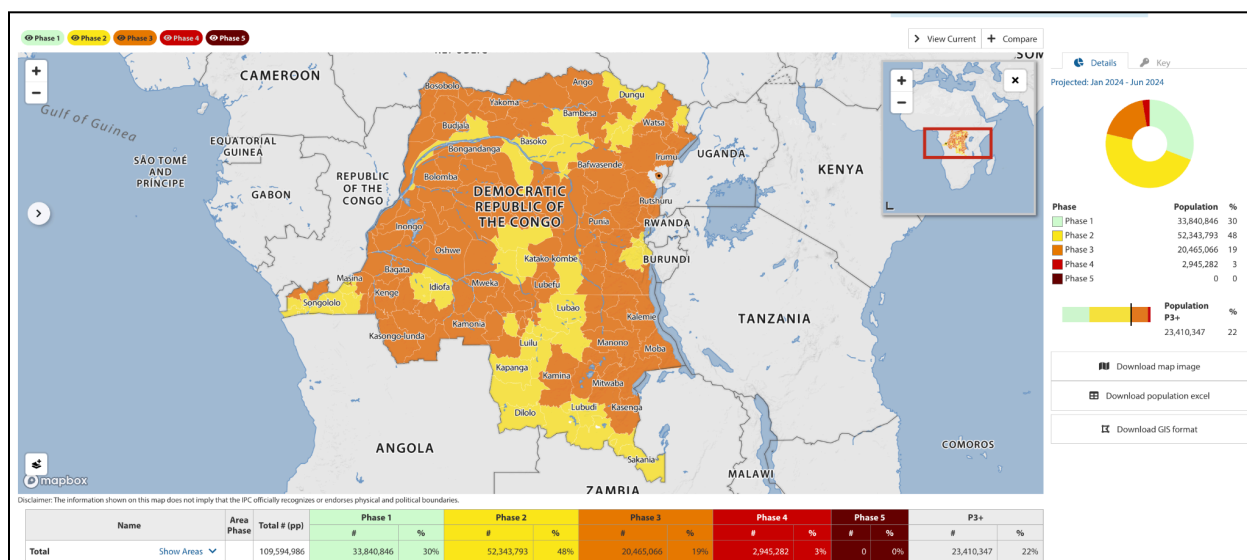 Phase 1 Phase 2 Phase 3 Phase 4 Phase 5
View Current + Compare
Details Key
Projected: Jan 2024 - Jun 2024
+
−
+
−
×
CAMEROON
Gulf of Guinea
EQUATORIAL
GUINEA
SÃO TOMÉ
AND
PRÍNCIPE
GABON
REPUBLIC
OF THE
CONGO
Bosobolo
Ango
Dungu
Yakoma
Bambesa
Watsa
Budjala
Basoko
Bongandanga
Bafwasende
Irumu
UGANDA
KENYA
Bolomba
DEMOCRATIC
REPUBLIC OF
THE CONGO
Rutshuru
RWANDA
Punia
Inongo
Oshwe
BURUNDI
Katako-kombe
Bagata
Masina
Idiofa
Mweka
Lubefu
Kenge
Songololo
Lubao
Kalemie
TANZANIA
Kasongo-lunda
Kamonia
Luilu
Manono
Moba
Kapanga
Kamina
Mitwaba
Dilolo
Lubudi
Kasenga
Sakania
ANGOLA
MALAWI
COMOROS
ZAMBIA
mapbox
Phase Population %
Phase 1 33,840,846 30
Phase 2 52,343,793 48
Phase 3 20,465,066 19
Phase 4 2,945,282 3
Phase 5 0 0
Population
P3+ %
23,410,347 22
Download map image
Download population excel
Download GIS format
Disclaimer: The information shown on this map does not imply that the IPC officially recognizes or endorses physical and political boundaries.
Name Area Phase Total # (pp) Phase 1 Phase 2 Phase 3 Phase 4 Phase 5 P3+
# % # % # % # % # % # %
Total Show Areas 109,594,986 33,840,846 30% 52,343,793 48% 20,465,066 19% 2,945,282 3% 0 0% 23,410,347 22%